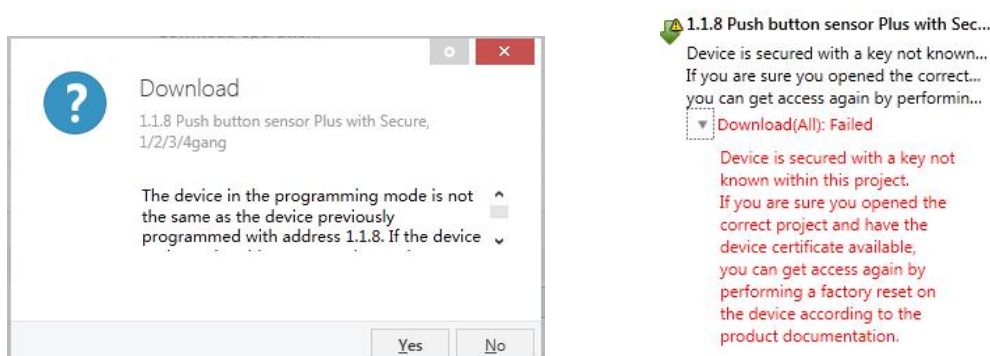 Download
1.1.8 Push button sensor Plus with Secure,
1/2/3/4gang
The device in the programming mode is not
the same as the device previously
programmed with address 1.1.8. If the device
Yes
No
1.1.8 Push button sensor Plus with Sec...
Device is secured with a key not known...
If you are sure you opened the correct...
you can get access again by performin...
Download(All): Failed
Device is secured with a key not
known within this project.
If you are sure you opened the
correct project and have the
device certificate available,
you can get access again by
performing a factory reset on
the device according to the
product documentation.